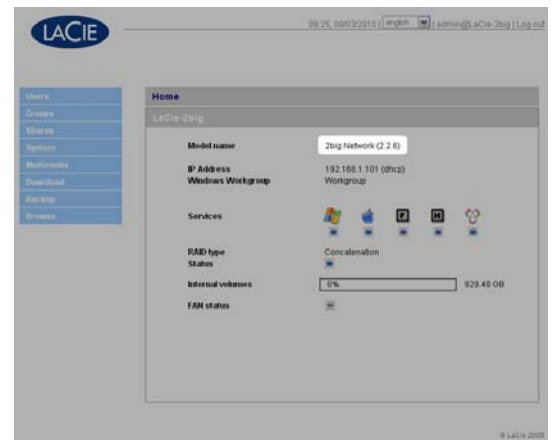 LACIE
09:25, 08/03/2010 | english | admin@LaCie-2big | Log out
Users
Groups
Shares
System
Multimedia
Download
Backup
Browse
Home
LaCie-2big
Model name 2big Network (2.2.6)
IP Address 192.168.1.101 (dhcp)
Windows Workgroup Workgroup
Services
F
H
RAID type Concatenation
Status
Internal volumes 0% 929.48 GB
FAN status
© LaCie 2008